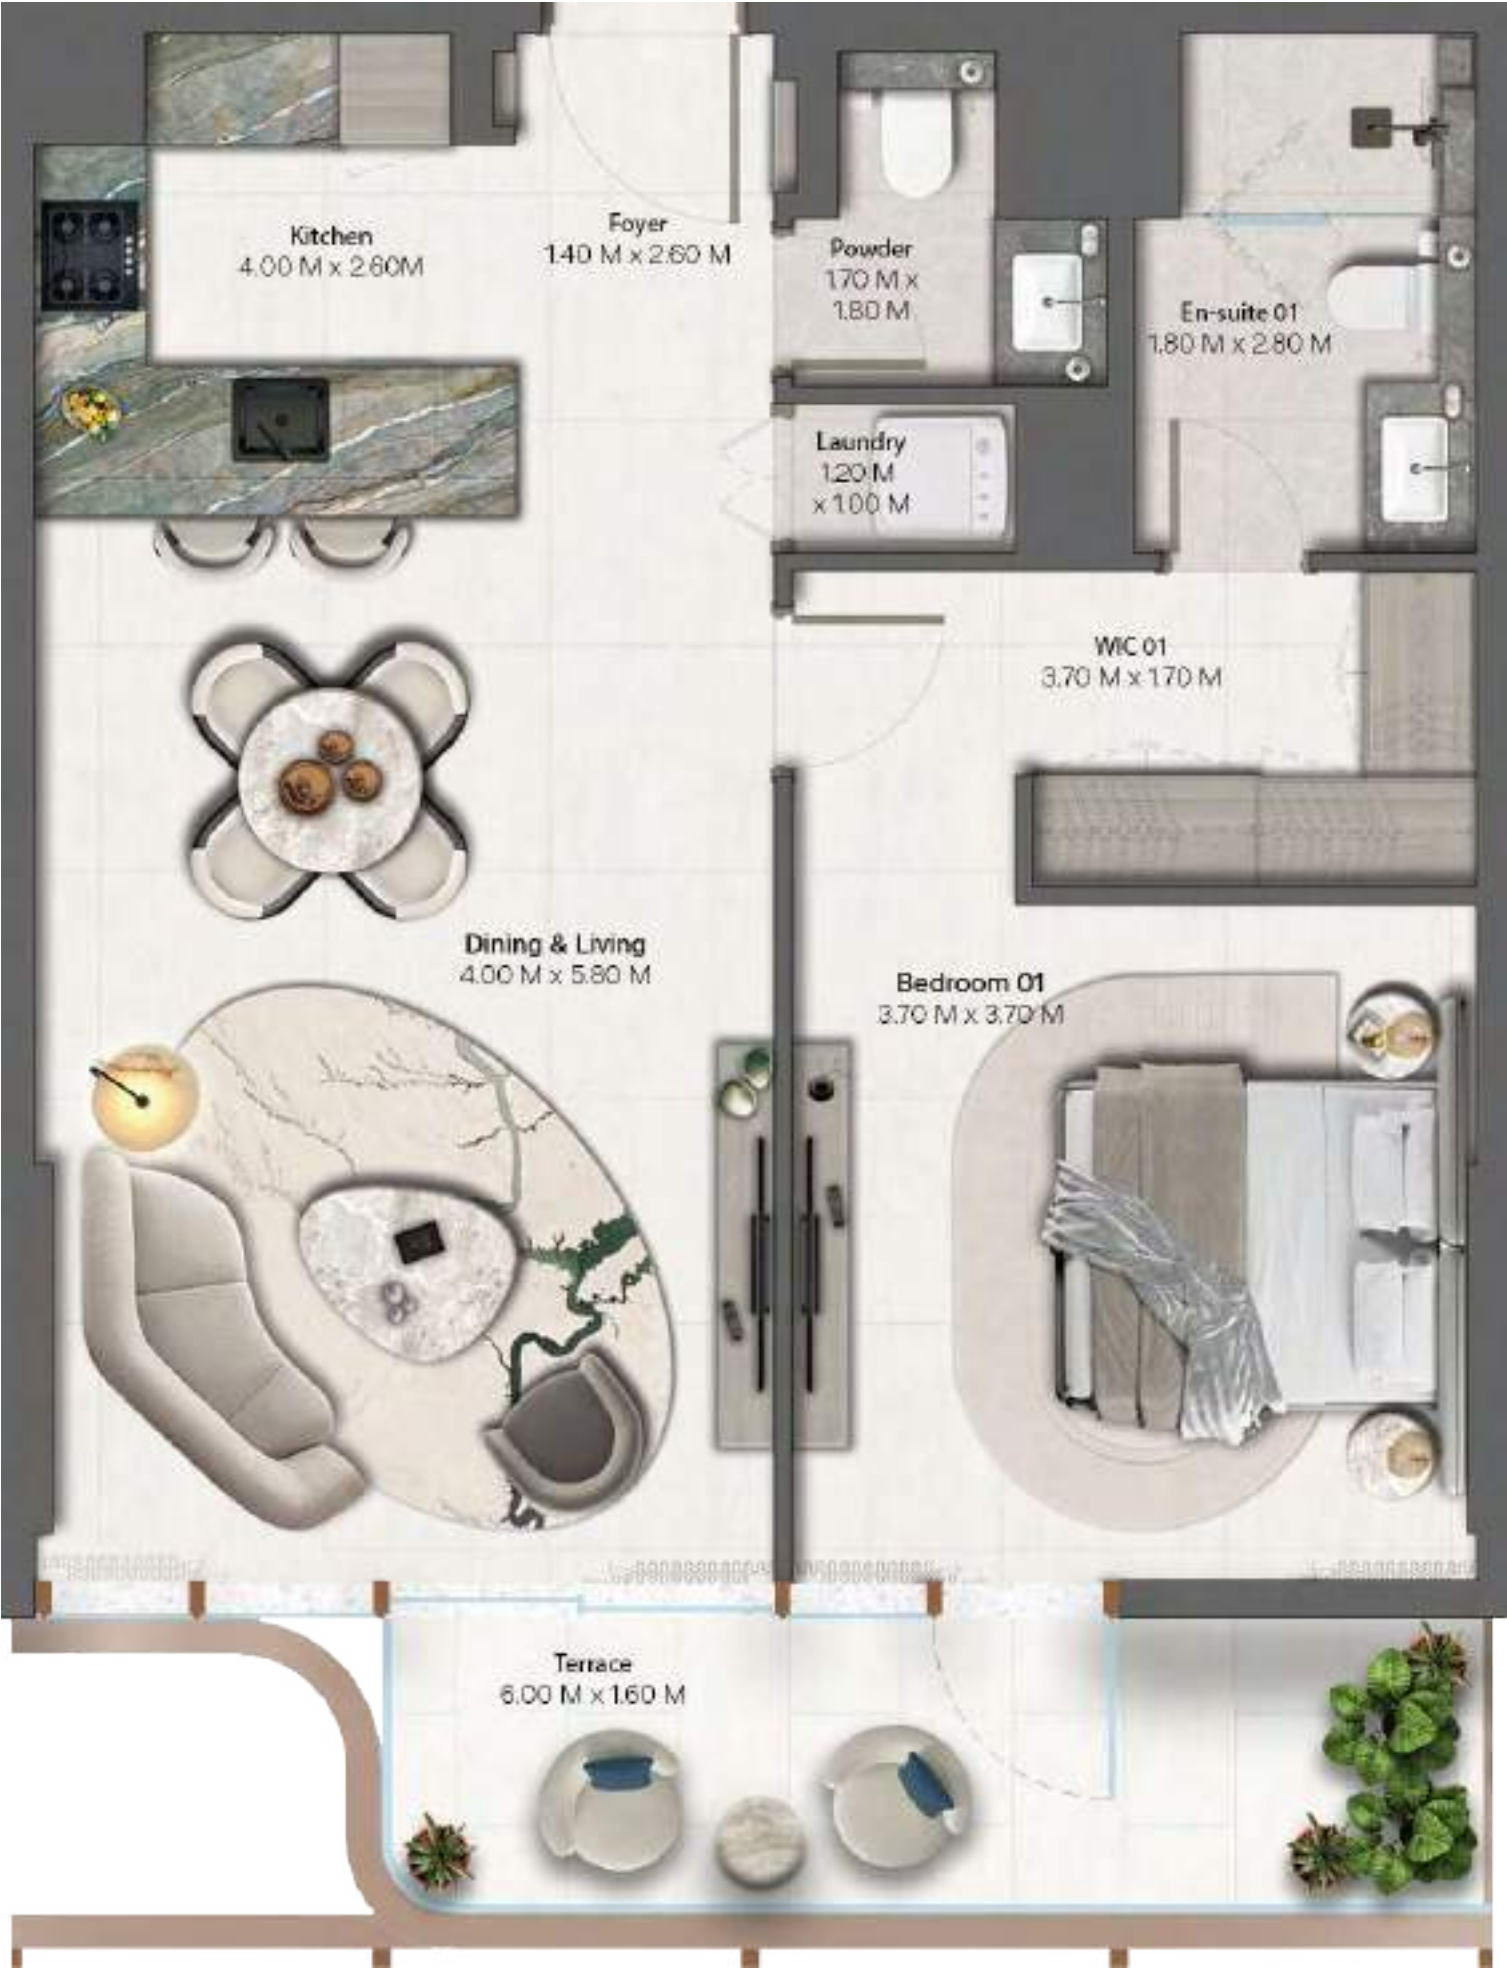 Kitchen
4.00 M x 2.60M
Foyer
1.40 M x 2.60 M
Powder
1.70 M x
1.80 M
En-suite 01
1.80 M x 2.80 M
Laundry
1.20 M
x 1.00 M
WIC 01
3.70 M x 1.70 M
Dining & Living
4.00 M x 5.80 M
Bedroom 01
3.70 M x 3.70 M
Terrace
6.00 M x 1.60 M